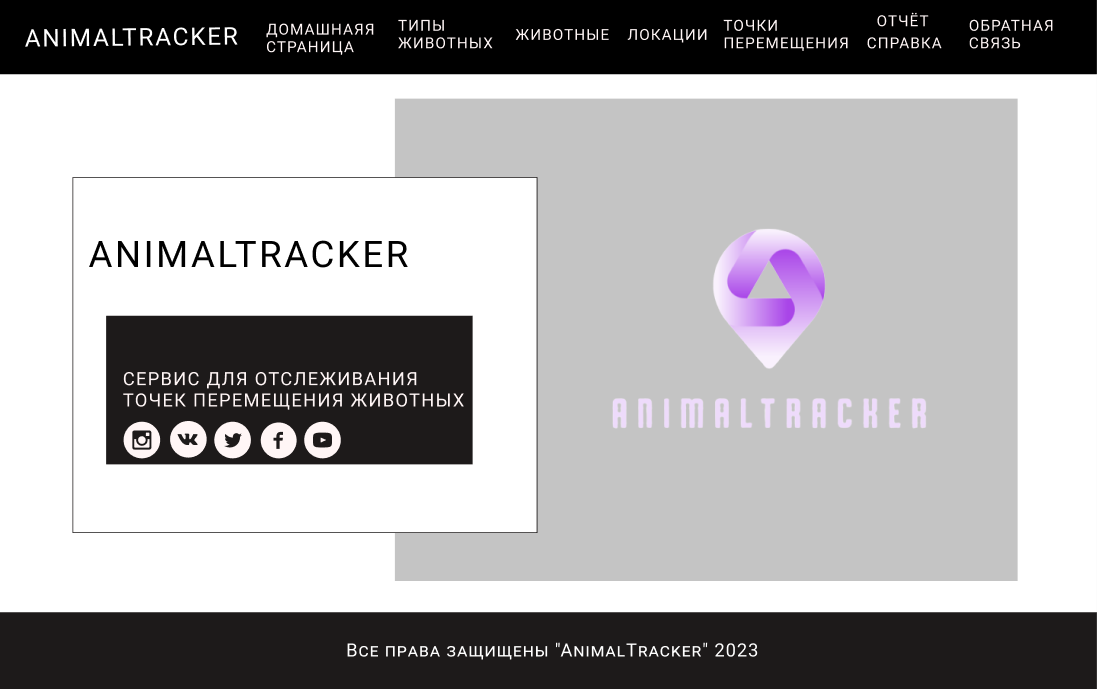 ANIMALTRACKER
ДОМАШНАЯЯ
СТРАНИЦА
ТИПЫ
ЖИВОТНЫХ
ЖИВОТНЫЕ
ЛОКАЦИИ
ТОЧКИ
ПЕРЕМЕЩЕНИЯ
ОТЧЁТ
СПРАВКА
ОБРАТНАЯ
СВЯЗЬ
ANIMALTRACKER
СЕРВИС ДЛЯ ОТСЛЕЖИВАНИЯ
ТОЧЕК ПЕРЕМЕЩЕНИЯ ЖИВОТНЫХ
ANIMALTRACKER
Все права защищены "AnimalTracker" 2023